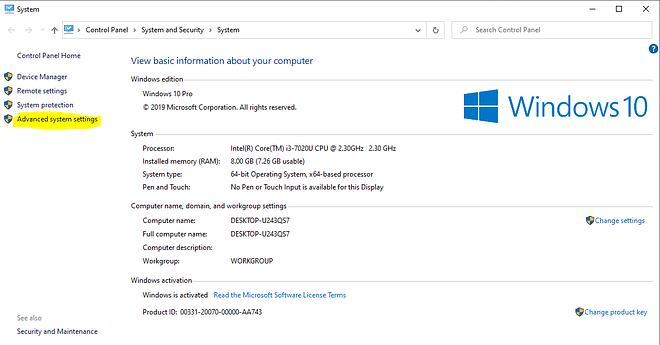 System
Control Panel > System and Security > System
Search Control Panel
?
Control Panel Home
Device Manager
Remote settings
System protection
Advanced system settings
View basic information about your computer
Windows edition
Windows 10 Pro
© 2019 Microsoft Corporation. All rights reserved.
Windows 10
System
Processor: Intel(R) Core(TM) i3-7020U CPU @ 2.30GHz 2.30 GHz
Installed memory (RAM): 8.00 GB (7.26 GB usable)
System type: 64-bit Operating System, x64-based processor
Pen and Touch: No Pen or Touch Input is available for this Display
Computer name, domain, and workgroup settings
Computer name: DESKTOP-U243QS7
Change settings
Full computer name: DESKTOP-U243QS7
Computer description:
Workgroup: WORKGROUP
Windows activation
Windows is activated Read the Microsoft Software License Terms
Product ID: 00331-20070-00000-AA743
Change product key
See also
Security and Maintenance